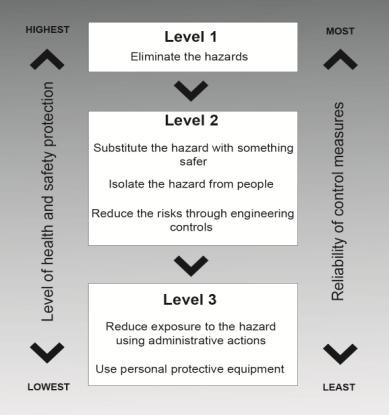 HIGHEST
Level 1
MOST
Eliminate the hazards
Level of health and safety protection
Reliability of control measures
Level 2
Substitute the hazard with something
safer
Isolate the hazard from people
Reduce the risks through engineering
controls
Level 3
Reduce exposure to the hazard
using administrative actions
Use personal protective equipment
LOWEST
LEAST